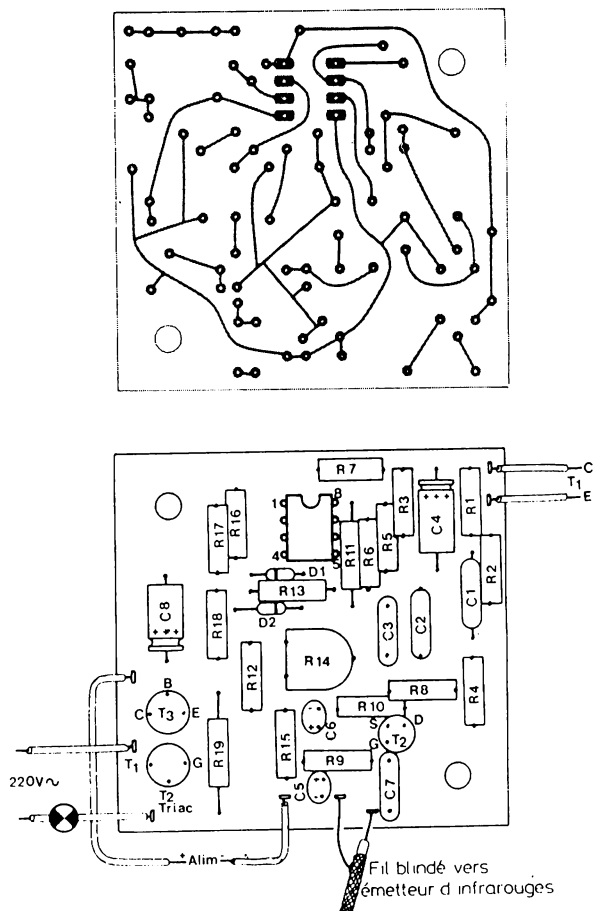 R7
C
T1
E
1
8
R16
R17
4
5
R11
R6
R5
R3
C4
R1
R2
C1
D1
R13
D2
C8
R18
R12
R14
C3
C2
R4
R8
R10
C6
B
C T3 E
S D
G T2
R19
R15
R9
C5
C7
T1 G
T2
Triac
220V~
+ Alim -
Fil blindé vers
émetteur d infrarouges